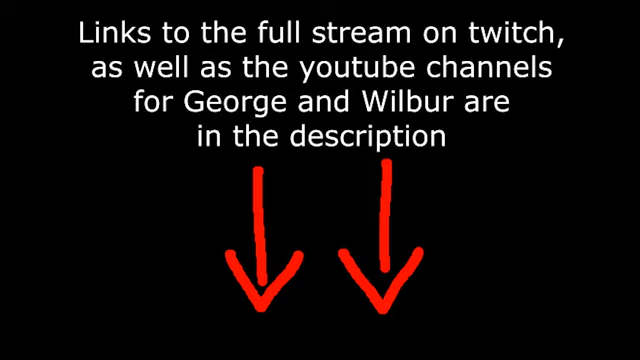 Links to the full stream on twitch,
as well as the youtube channels
for George and Wilbur are
in the description